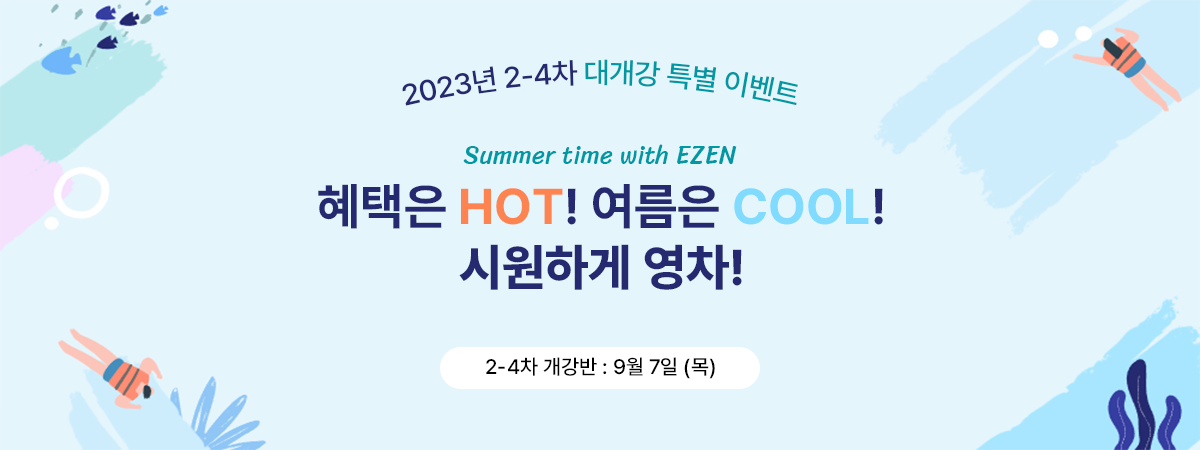 2023년 2-4차 대개강 특별 이벤트
Summer time with EZEN
혜택은 HOT! 여름은 COOL!
시원하게 영차!
2-4차 개강반 : 9월 7일 (목)